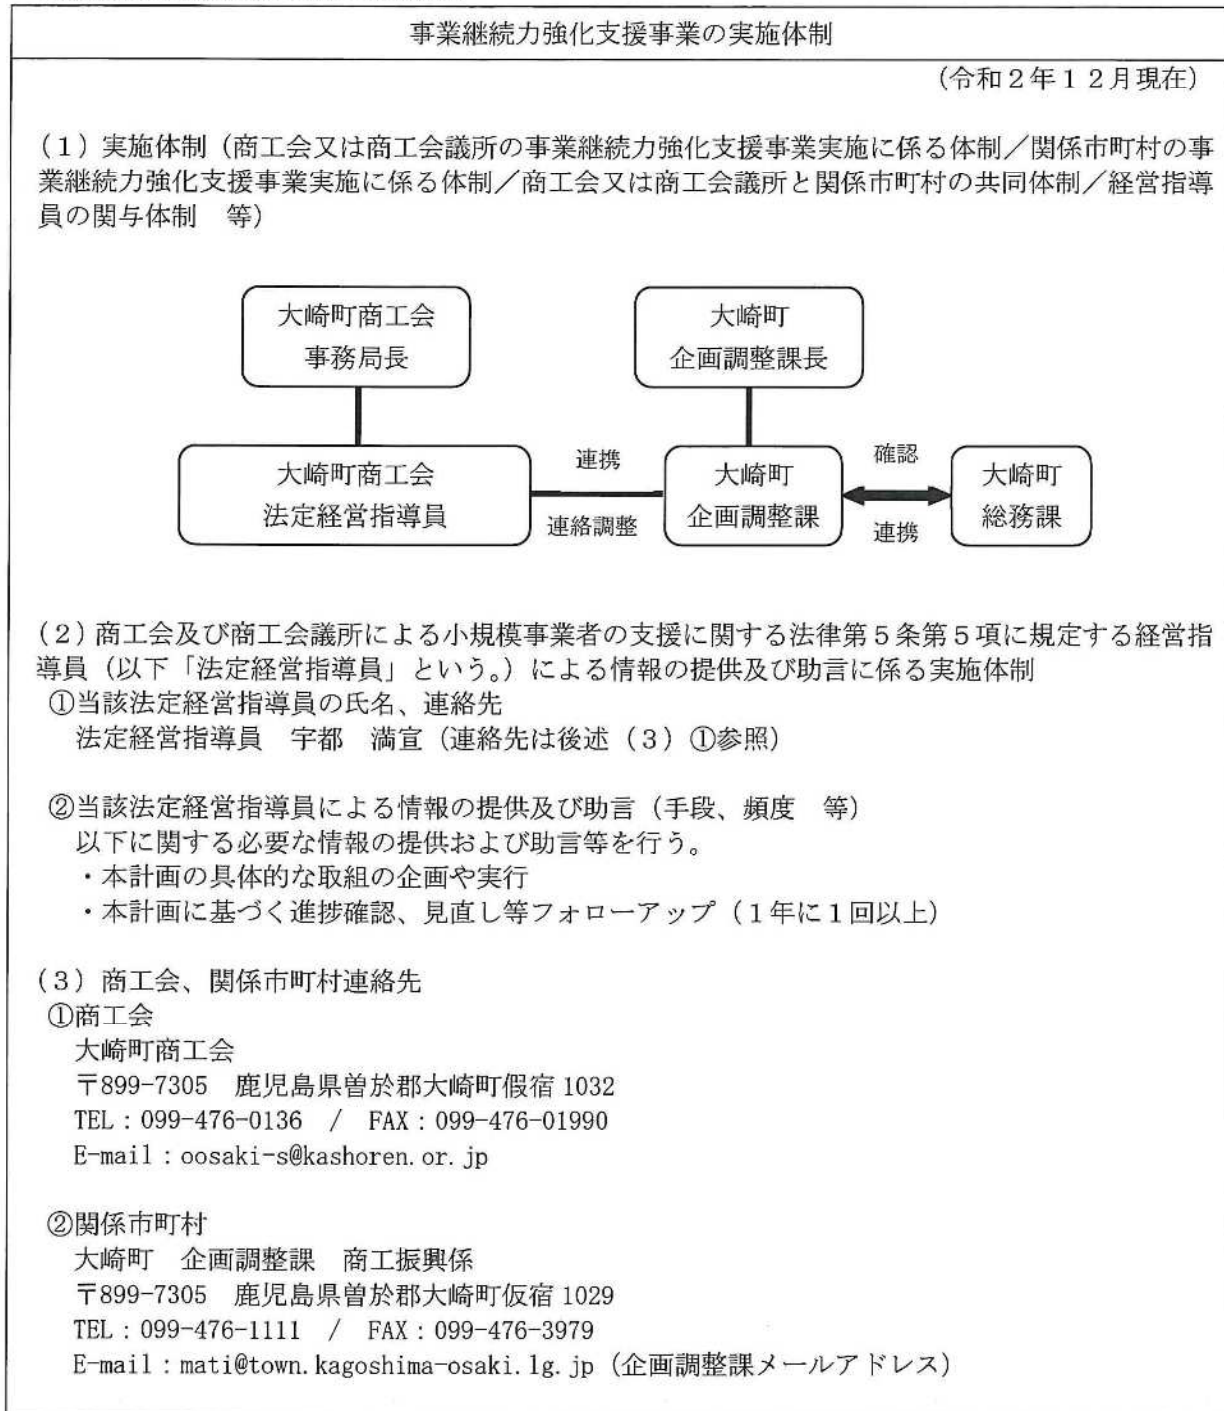 事業継続力強化支援事業の実施体制
(令和2年12月現在)
(1)実施体制(商工会又は商工会議所の事業継続力強化支援事業実施に係る体制/関係市町村の事
業継続力強化支援事業実施に係る体制/商工会又は商工会議所と関係市町村の共同体制/経営指導
員の関与体制 等)
大崎町商工会
事務局長
大崎町
企画調整課長
大崎町商工会
法定経営指導員
連携
連絡調整
大崎町
企画調整課
確認
連携
大崎町
総務課
(2)商工会及び商工会議所による小規模事業者の支援に関する法律第5条第5項に規定する経営指
導員(以下「法定経営指導員」という。)による情報の提供及び助言に係る実施体制
①当該法定経営指導員の氏名、連絡先
法定経営指導員 宇都 満宣(連絡先は後述(3)①参照)
②当該法定経営指導員による情報の提供及び助言(手段、頻度 等)
以下に関する必要な情報の提供および助言等を行う。
・本計画の具体的な取組の企画や実行
・本計画に基づく進捗確認、見直し等フォローアップ(1年に1回以上)
(3)商工会、関係市町村連絡先
①商工会
大崎町商工会
〒899-7305 鹿児島県曽於郡大崎町假宿 1032
TEL:099-476-0136 / FAX:099-476-01990
E-mail:oosaki-s@kashoren.or.jp
②関係市町村
大崎町 企画調整課 商工振興係
〒899-7305 鹿児島県曽於郡大崎町仮宿 1029
TEL:099-476-1111 / FAX:099-476-3979
E-mail:mati@town.kagoshima-osaki.lg.jp(企画調整課メールアドレス)